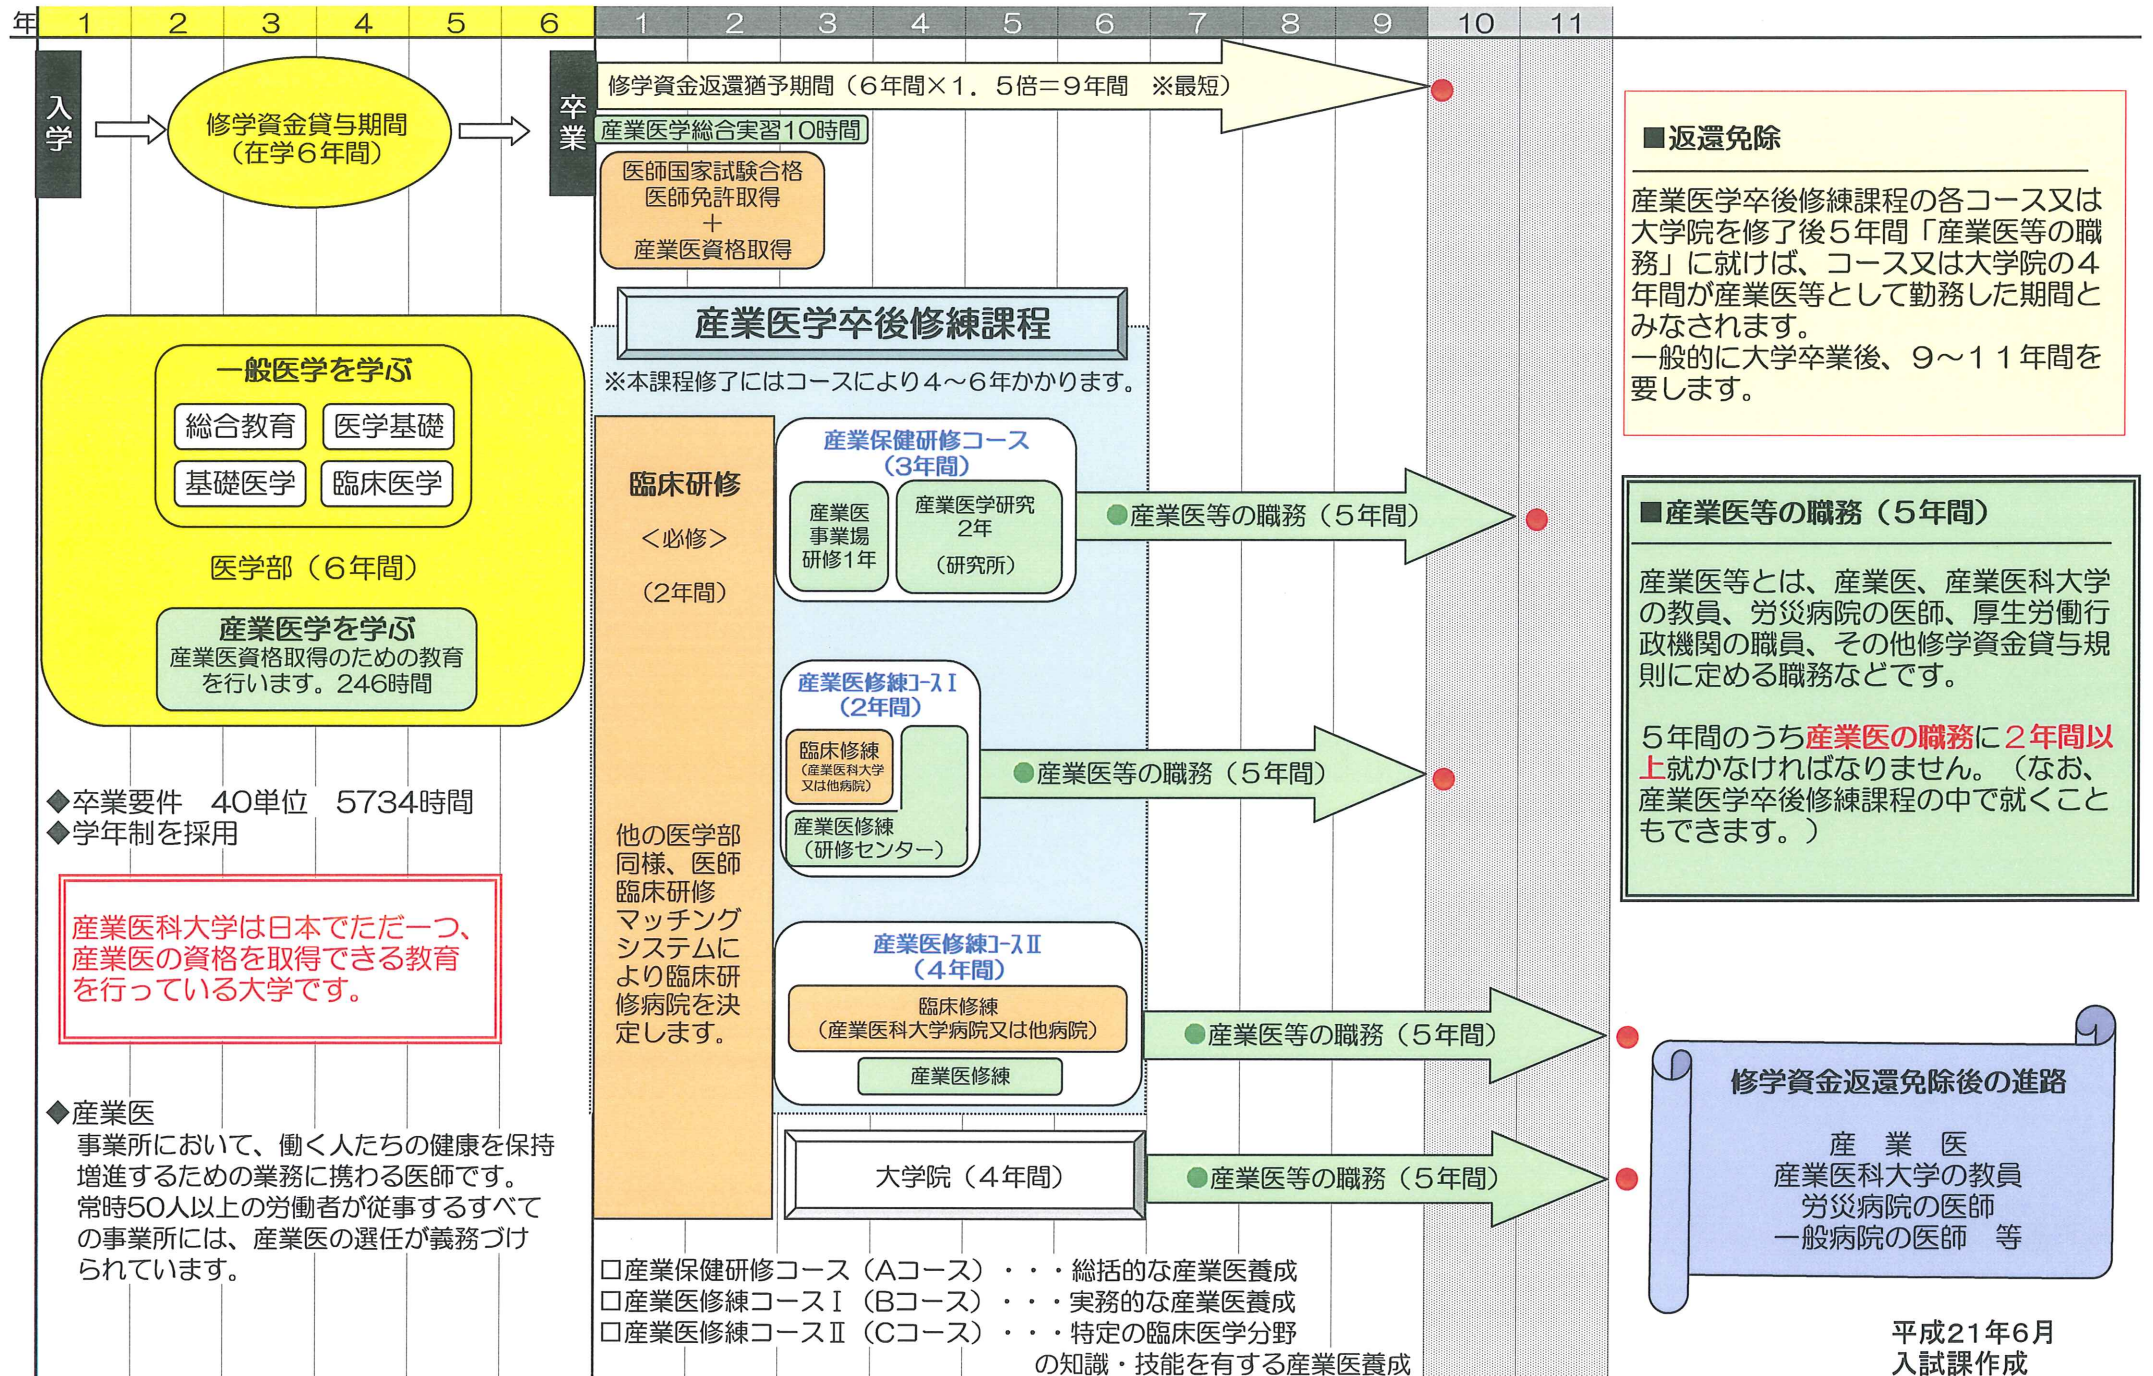 年 1 2 3 4 5 6 1 2 3 4 5 6 7 8 9 10 11
入学
修学資金貸与期間
（在学6年間）
卒業
修学資金返還猶予期間（6年間×1．5倍＝9年間　※最短）
産業医学総合実習10時間
医師国家試験合格
医師免許取得
＋
産業医資格取得
一般医学を学ぶ
総合教育
医学基礎
基礎医学
臨床医学
医学部（6年間）
産業医学を学ぶ
産業医資格取得のための教育
を行います。246時間
◆卒業要件　40単位　5734時間
◆学年制を採用
産業医科大学は日本でただ一つ、
産業医の資格を取得できる教育
を行っている大学です。
◆産業医
事業所において、働く人たちの健康を保持
増進するための業務に携わる医師です。
常時50人以上の労働者が従事するすべて
の事業所には、産業医の選任が義務づけ
られています。
産業医学卒後修練課程
※本課程修了にはコースにより4～6年かかります。
臨床研修
＜必修＞
（2年間）
他の医学部
同様、医師
臨床研修
マッチング
システムに
より臨床研
修病院を決
定します。
産業保健研修コース
（3年間）
産業医
事業場
研修1年
産業医学研究
2年
（研究所）
●産業医等の職務（5年間）
産業医修練コースⅠ
（2年間）
臨床修練
（産業医科大学
又は他病院）
産業医修練
（研修センター）
●産業医等の職務（5年間）
産業医修練コースⅡ
（4年間）
臨床修練
（産業医科大学病院又は他病院）
産業医修練
●産業医等の職務（5年間）
大学院（4年間）
●産業医等の職務（5年間）
□産業保健研修コース（Aコース）・・・総括的な産業医養成
□産業医修練コースⅠ（Bコース）・・・実務的な産業医養成
□産業医修練コースⅡ（Cコース）・・・特定の臨床医学分野
の知識・技能を有する産業医養成
■返還免除
産業医学卒後修練課程の各コース又は
大学院を修了後5年間「産業医等の職
務」に就けば、コース又は大学院の4
年間が産業医等として勤務した期間と
みなされます。
一般的に大学卒業後、9～11年間を
要します。
■産業医等の職務（5年間）
産業医等とは、産業医、産業医科大学
の教員、労災病院の医師、厚生労働行
政機関の職員、その他修学資金貸与規
則に定める職務などです。
5年間のうち産業医の職務に2年間以
上就かなければなりません。（なお、
産業医学卒後修練課程の中で就くこと
もできます。）
修学資金返還免除後の進路
産　業　医
産業医科大学の教員
労災病院の医師
一般病院の医師　等
平成21年6月
入試課作成